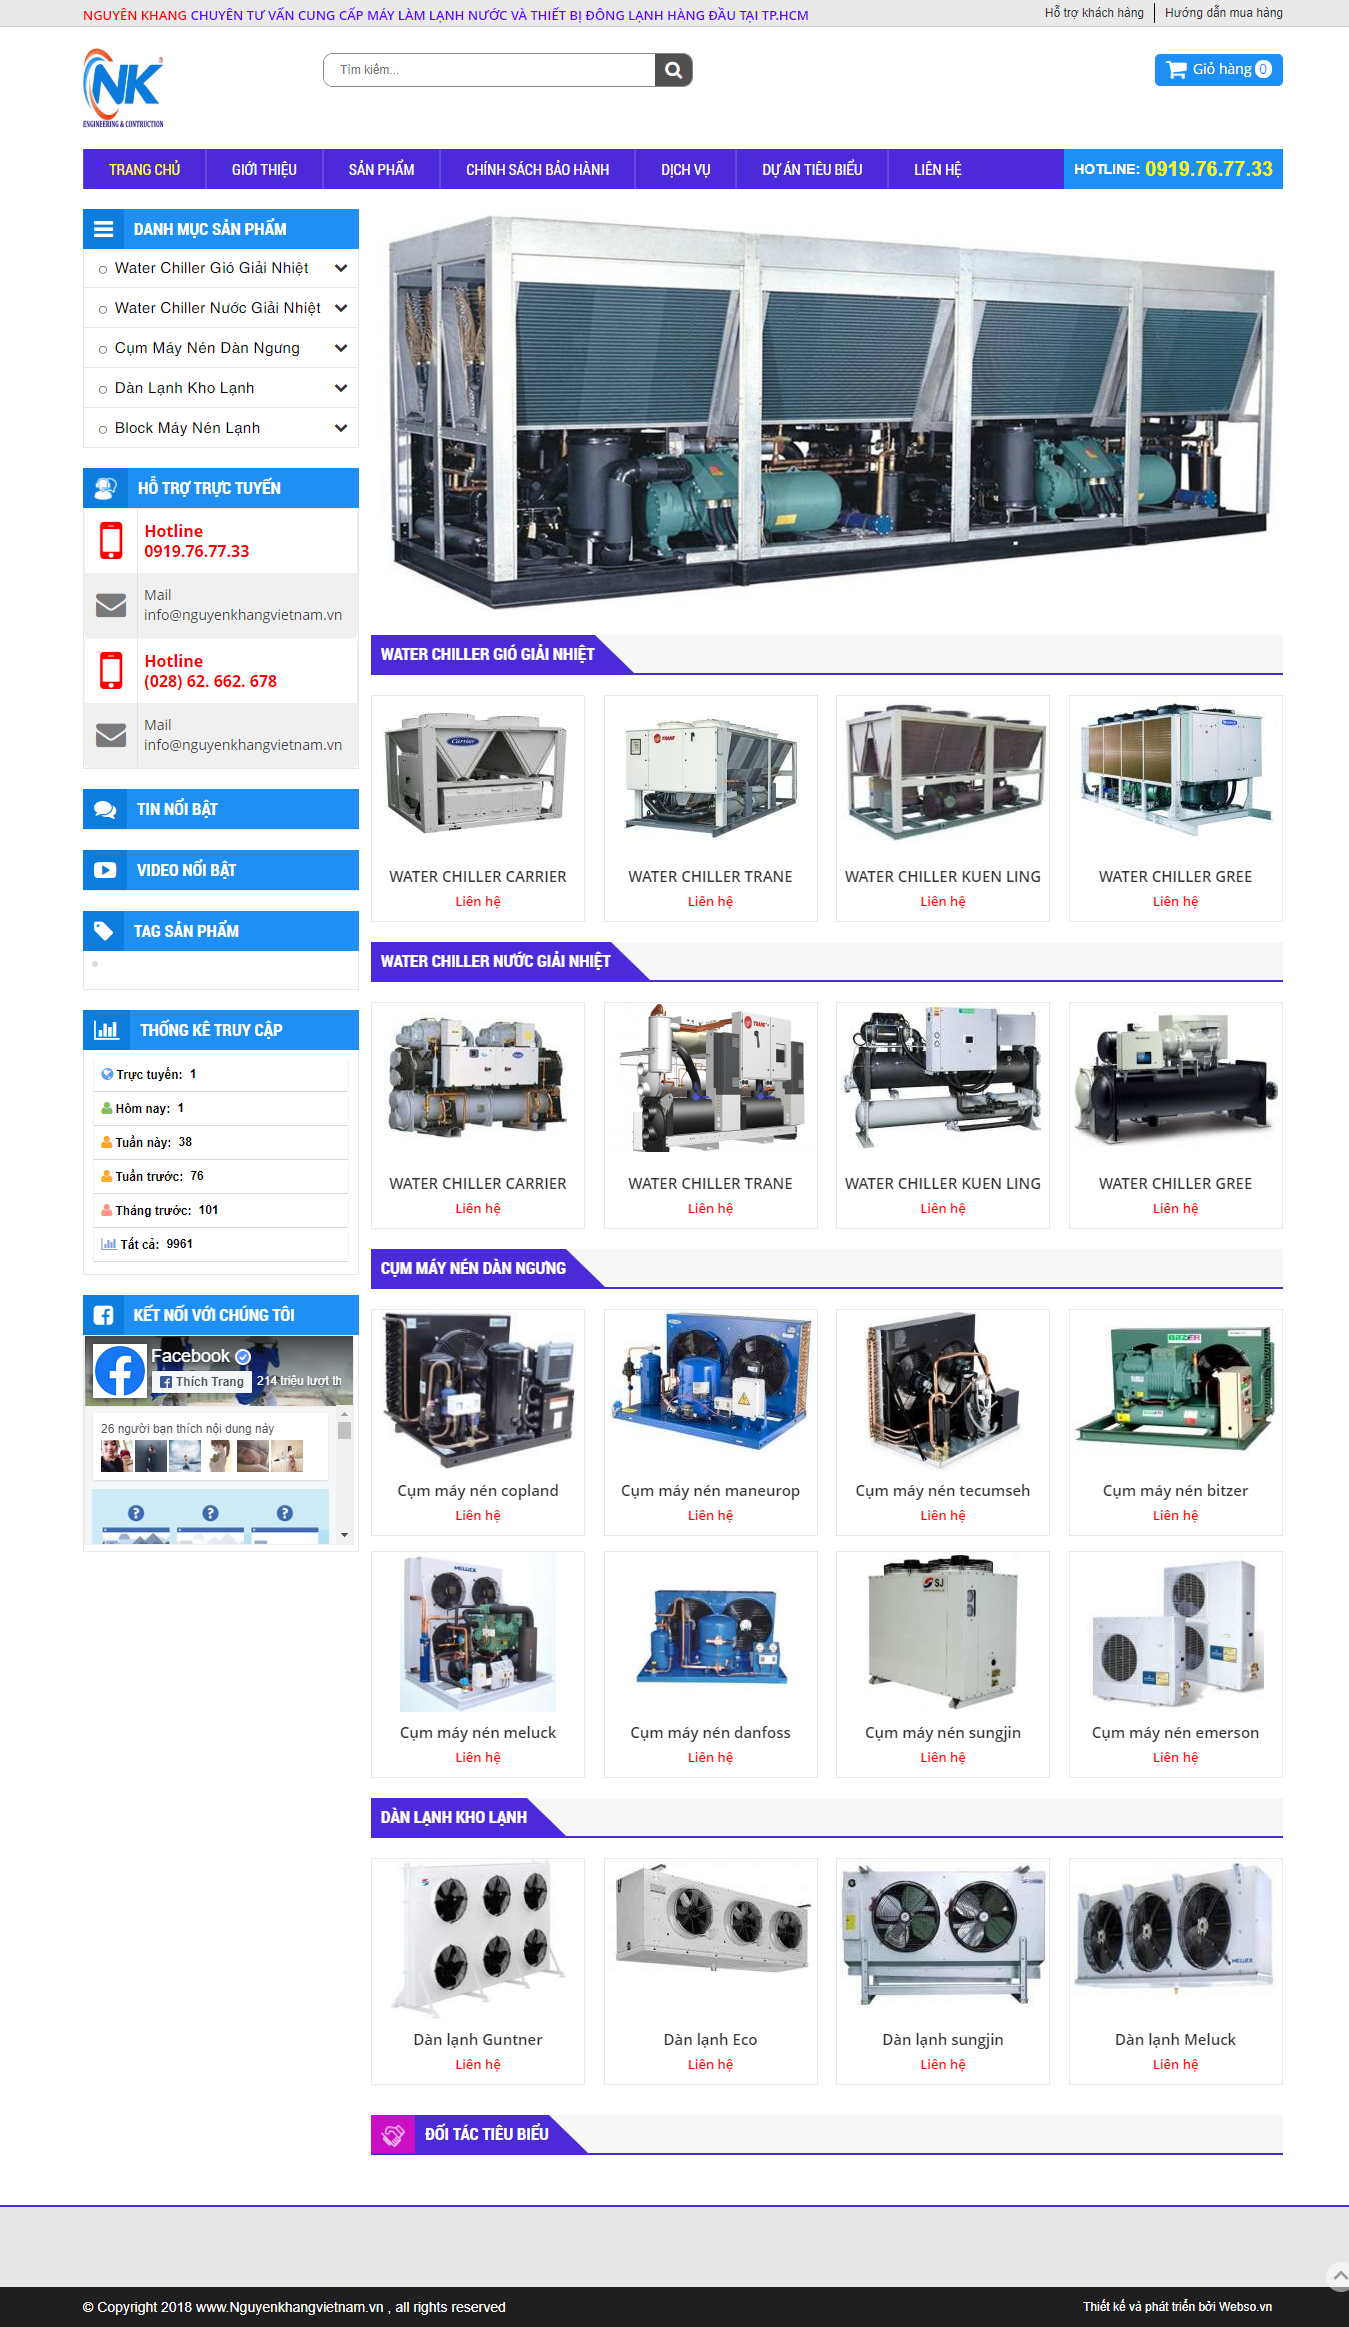 NGUYÊN KHANG CHUYÊN TƯ VẤN CUNG CẤP MÁY LÀM LẠNH NƯỚC VÀ THIẾT BỊ ĐÔNG LẠNH HÀNG ĐẦU TẠI TP.HCM
Hỗ trợ khách hàng
Hướng dẫn mua hàng
NK
ENGINEERING & CONTRUCTION
Tìm kiếm...
Giỏ hàng 0
TRANG CHỦ
GIỚI THIỆU
SẢN PHẨM
CHÍNH SÁCH BẢO HÀNH
DỊCH VỤ
DỰ ÁN TIÊU BIỂU
LIÊN HỆ
HOTLINE: 0919.76.77.33
DANH MỤC SẢN PHẨM
Water Chiller Gió Giải Nhiệt
Water Chiller Nước Giải Nhiệt
Cụm Máy Nén Dàn Ngưng
Dàn Lạnh Kho Lạnh
Block Máy Nén Lạnh
HỖ TRỢ TRỰC TUYẾN
Hotline
0919.76.77.33
Mail
info@nguyenkhangvietnam.vn
Hotline
(028) 62. 662. 678
Mail
info@nguyenkhangvietnam.vn
TIN NỔI BẬT
VIDEO NỔI BẬT
TAG SẢN PHẨM
THỐNG KÊ TRUY CẬP
Trực tuyến: 1
Hôm nay: 1
Tuần này: 38
Tuần trước: 76
Tháng trước: 101
Tất cả: 9961
KẾT NỐI VỚI CHÚNG TÔI
Facebook
Thích Trang
214 triệu lượt th
26 người bạn thích nội dung này
WATER CHILLER GIÓ GIẢI NHIỆT
Carrier
TRANE
WATER CHILLER CARRIER
Liên hệ
WATER CHILLER TRANE
Liên hệ
WATER CHILLER KUEN LING
Liên hệ
WATER CHILLER GREE
Liên hệ
WATER CHILLER NƯỚC GIẢI NHIỆT
TRANE
WATER CHILLER CARRIER
Liên hệ
WATER CHILLER TRANE
Liên hệ
WATER CHILLER KUEN LING
Liên hệ
WATER CHILLER GREE
Liên hệ
CỤM MÁY NÉN DÀN NGƯNG
BITZER
Cụm máy nén copland
Liên hệ
Cụm máy nén maneurop
Liên hệ
Cụm máy nén tecumseh
Liên hệ
Cụm máy nén bitzer
Liên hệ
MELUCK
SJ
Cụm máy nén meluck
Liên hệ
Cụm máy nén danfoss
Liên hệ
Cụm máy nén sungjin
Liên hệ
Cụm máy nén emerson
Liên hệ
DÀN LẠNH KHO LẠNH
MELUCK
Dàn lạnh Guntner
Liên hệ
Dàn lạnh Eco
Liên hệ
Dàn lạnh sungjin
Liên hệ
Dàn lạnh Meluck
Liên hệ
ĐỐI TÁC TIÊU BIỂU
© Copyright 2018 www.Nguyenkhangvietnam.vn , all rights reserved
Thiết kế và phát triển bởi Webso.vn